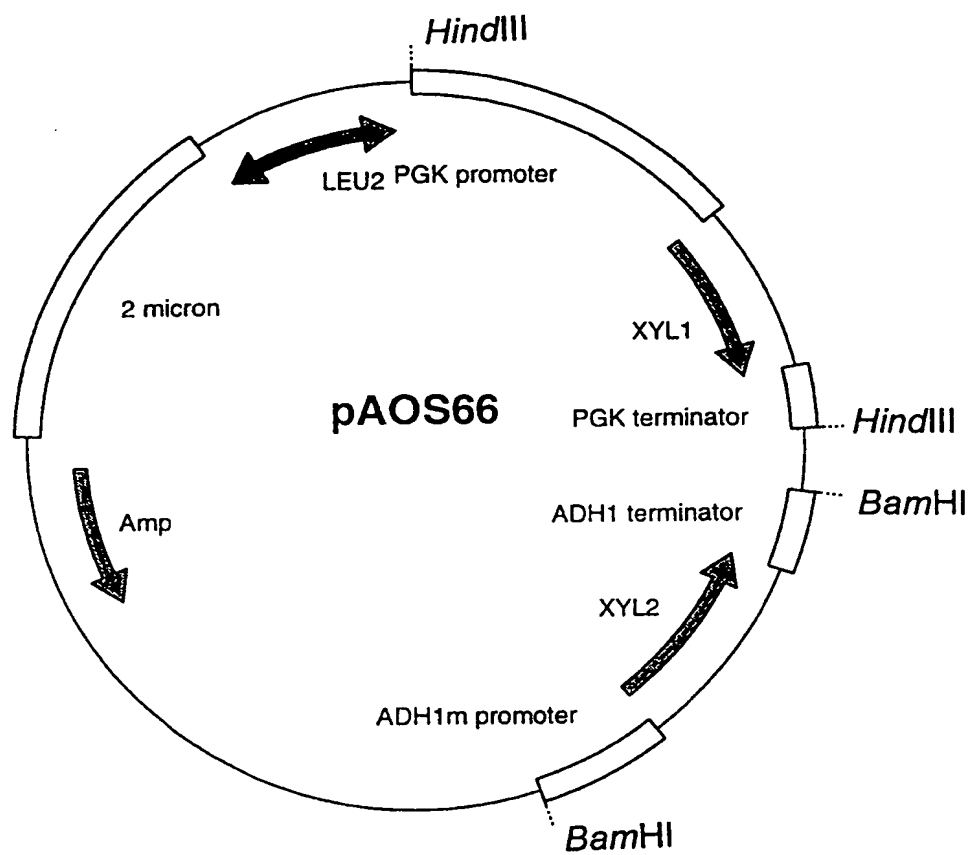 HindIII
LEU2 PGK promoter
2 micron
XYL1
pAOS66
PGK terminator
HindIII
BamHI
ADH1 terminator
Amp
XYL2
ADH1m promoter
BamHI